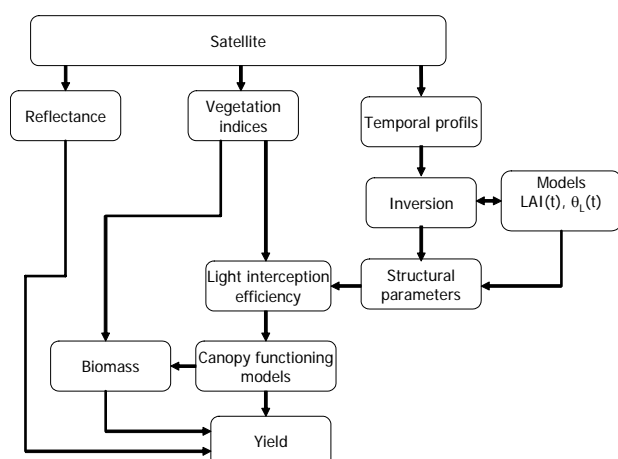 Satellite
Reflectance
Vegetation
indices
Temporal profils
Inversion
Models
LAI(t), θL(t)
Light interception
efficiency
Structural
parameters
Biomass
Canopy functioning
models
Yield